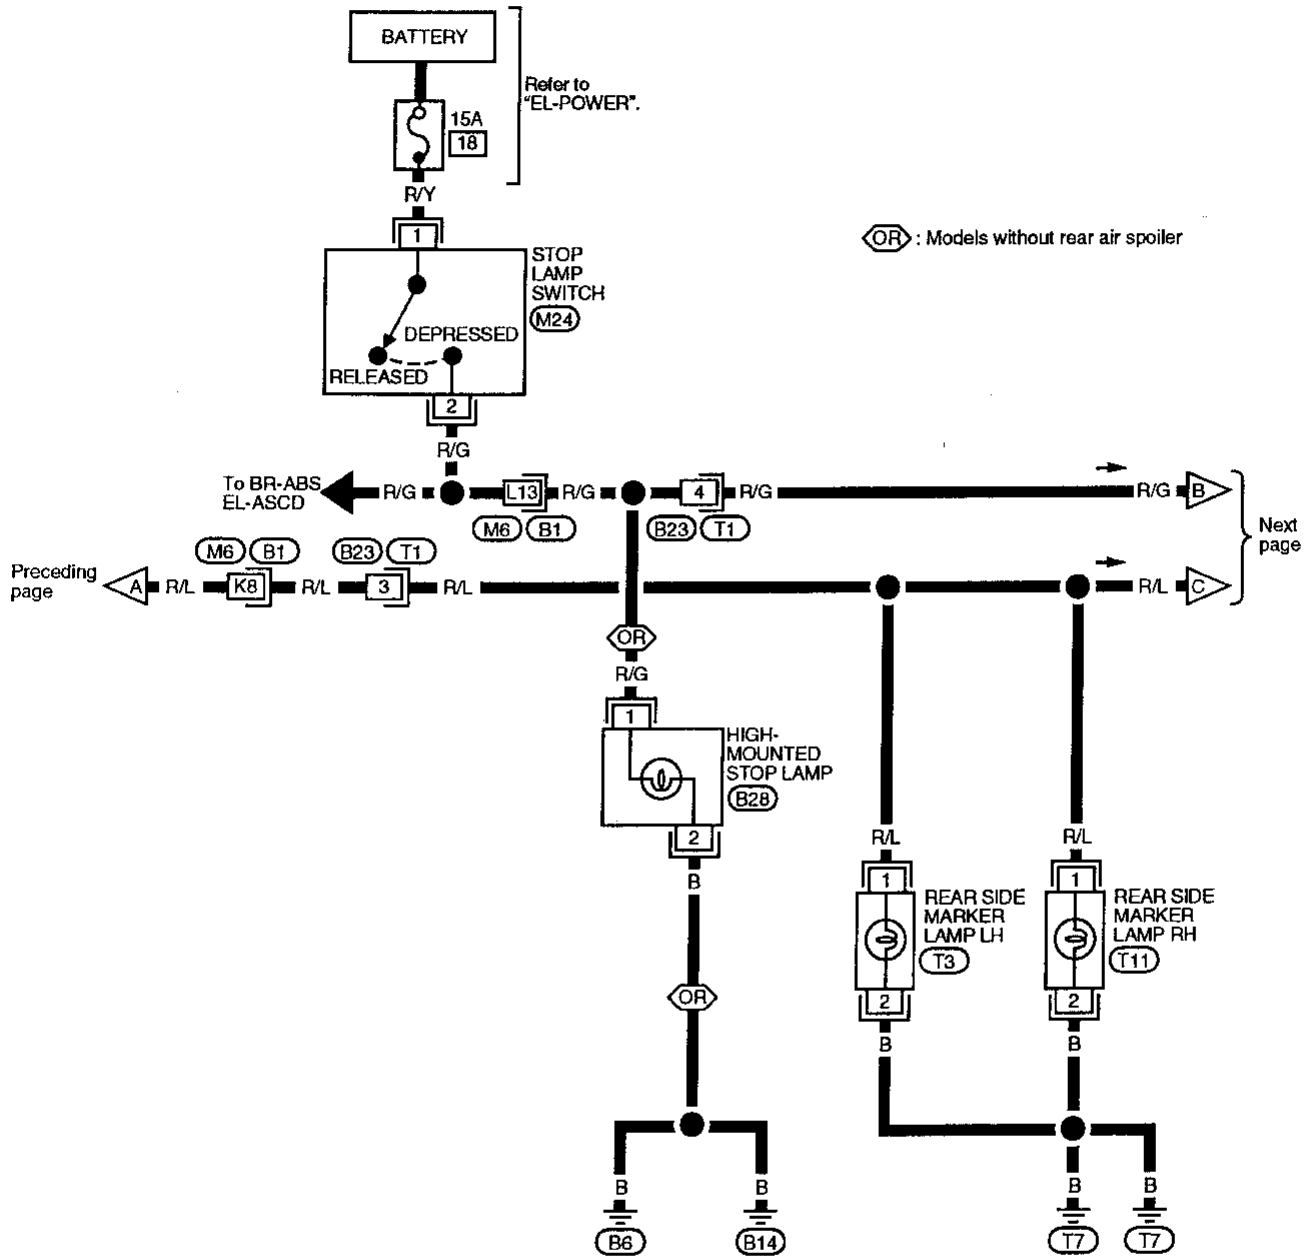 BATTERY
Refer to
"EL-POWER".
15A
18
R/Y
1
OR : Models without rear air spoiler
STOP
LAMP
SWITCH
M24
DEPRESSED
RELEASED
2
R/G
To BR-ABS
EL-ASCD
R/G L13 R/G 4 R/G R/G B
M6 B1 B23 T1
Next
page
M6 B1 B23 T1
Preceding
page
A R/L K8 R/L 3 R/L R/L C
OR
R/G
1
HIGH-
MOUNTED
STOP LAMP
B28
2
B
R/L R/L
1 1
REAR SIDE
MARKER
LAMP LH
T3
REAR SIDE
MARKER
LAMP RH
T11
2 2
OR
B B
B B B B
B6 B14 T7 T7